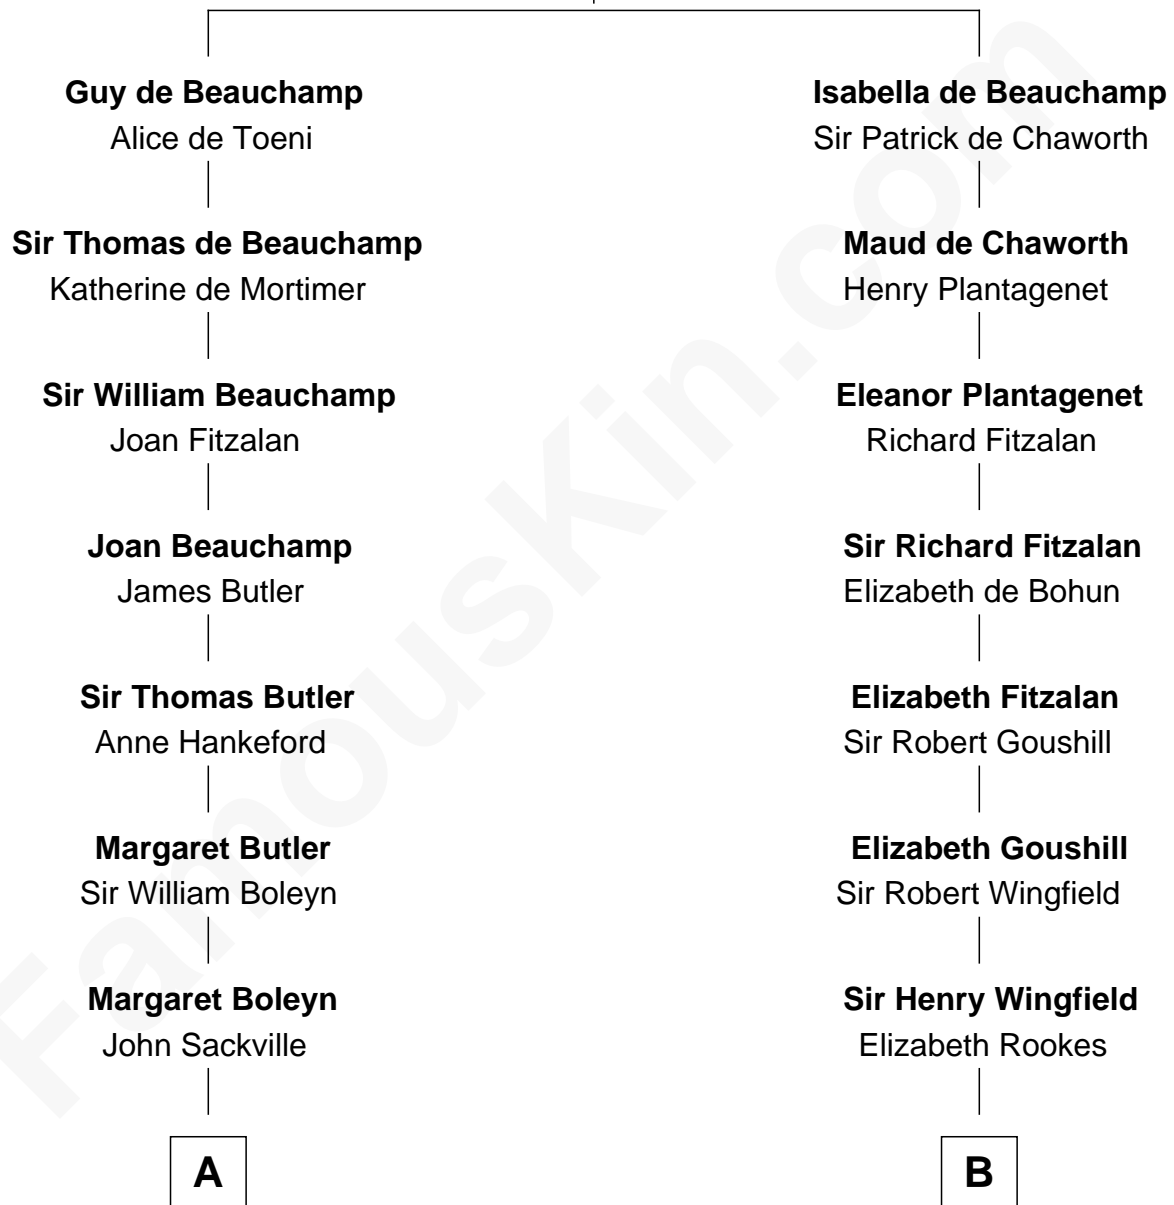 Guy de Beauchamp
Alice de Toeni
Isabella de Beauchamp
Sir Patrick de Chaworth
Sir Thomas de Beauchamp
Katherine de Mortimer
Maud de Chaworth
Henry Plantagenet
Sir William Beauchamp
Joan Fitzalan
Eleanor Plantagenet
Richard Fitzalan
Joan Beauchamp
James Butler
Sir Richard Fitzalan
Elizabeth de Bohun
Sir Thomas Butler
Anne Hankeford
Elizabeth Fitzalan
Sir Robert Goushill
Margaret Butler
Sir William Boleyn
Elizabeth Goushill
Sir Robert Wingfield
Margaret Boleyn
John Sackville
Sir Henry Wingfield
Elizabeth Rookes
A
B
FamousKin.com